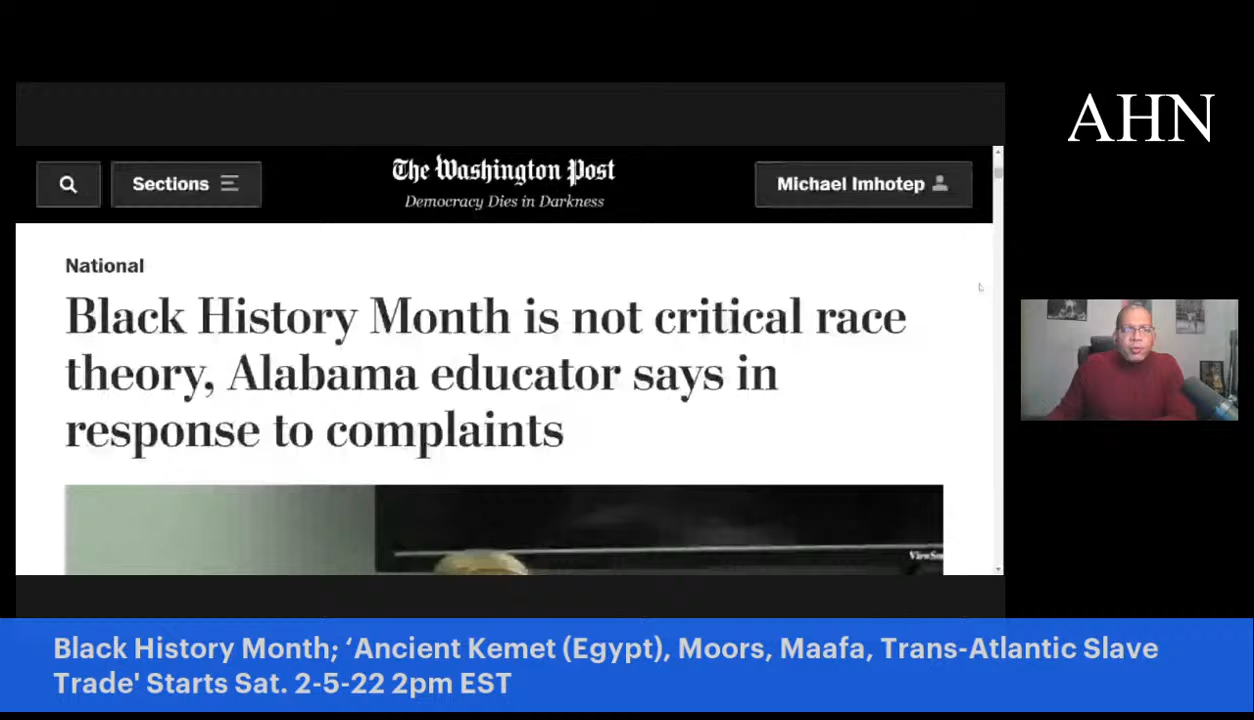 AHN
Sections
The Washington Post
Democracy Dies in Darkness
Michael Imhotep
National
Black History Month is not critical race
theory, Alabama educator says in
response to complaints
Black History Month; ‘Ancient Kemet (Egypt), Moors, Maafa, Trans-Atlantic Slave
Trade' Starts Sat. 2-5-22 2pm EST